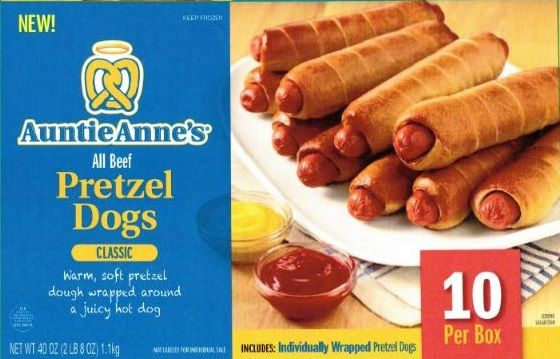 NEW!
KEEP FROZEN
AuntieAnne's®
All Beef
Pretzel
Dogs
CLASSIC
Warm, soft pretzel
dough wrapped around
a juicy hot dog
NET WT. 40 OZ (2 LB 8 OZ) 1.1kg
NOT LABELED FOR INDIVIDUAL SALE
INCLUDES: Individually Wrapped Pretzel Dogs
10
Per Box
SERVING
SUGGESTION